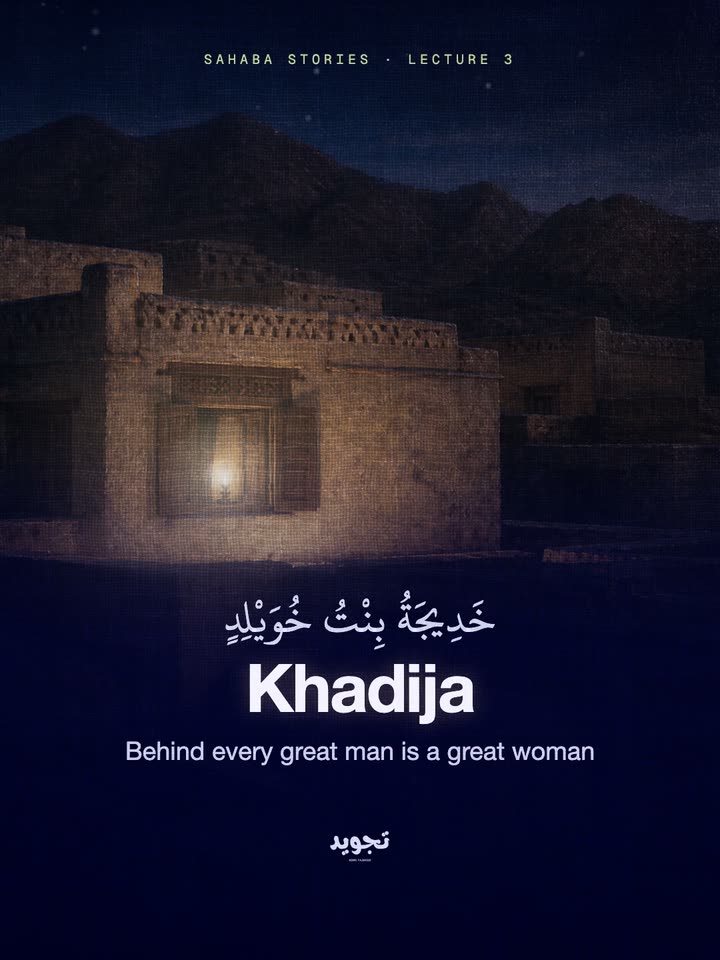 SAHABA STORIES · LECTURE 3
خَدِيجَةُ بِنْتُ خُوَيْلِدٍ
Khadija
Behind every great man is a great woman
تجويد